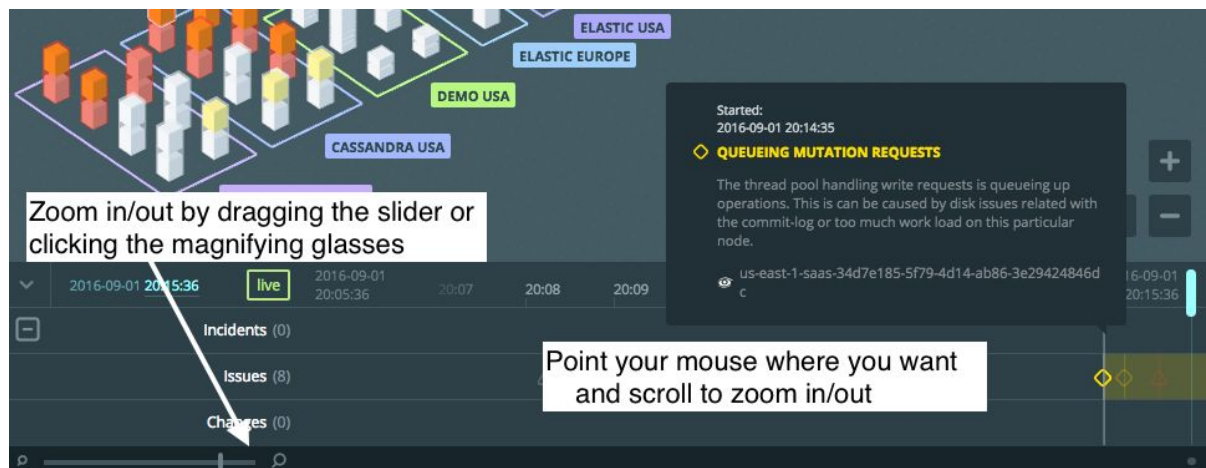 ELASTIC USA
ELASTIC EUROPE
DEMO USA
CASSANDRA USA
Started:
2016-09-01 20:14:35
QUEUEING MUTATION REQUESTS
The thread pool handling write requests is queueing up
operations. This is can be caused by disk issues related with
the commit-log or too much work load on this particular
node.
us-east-1-saas-34d7e185-5f79-4d14-ab86-3e29424846d
c
Zoom in/out by dragging the slider or
clicking the magnifying glasses
2016-09-01 20:15:36
live
2016-09-01
20:05:36
20:07
20:08
20:09
20:15:36
Incidents (0)
Issues (8)
Changes (0)
Point your mouse where you want
and scroll to zoom in/out